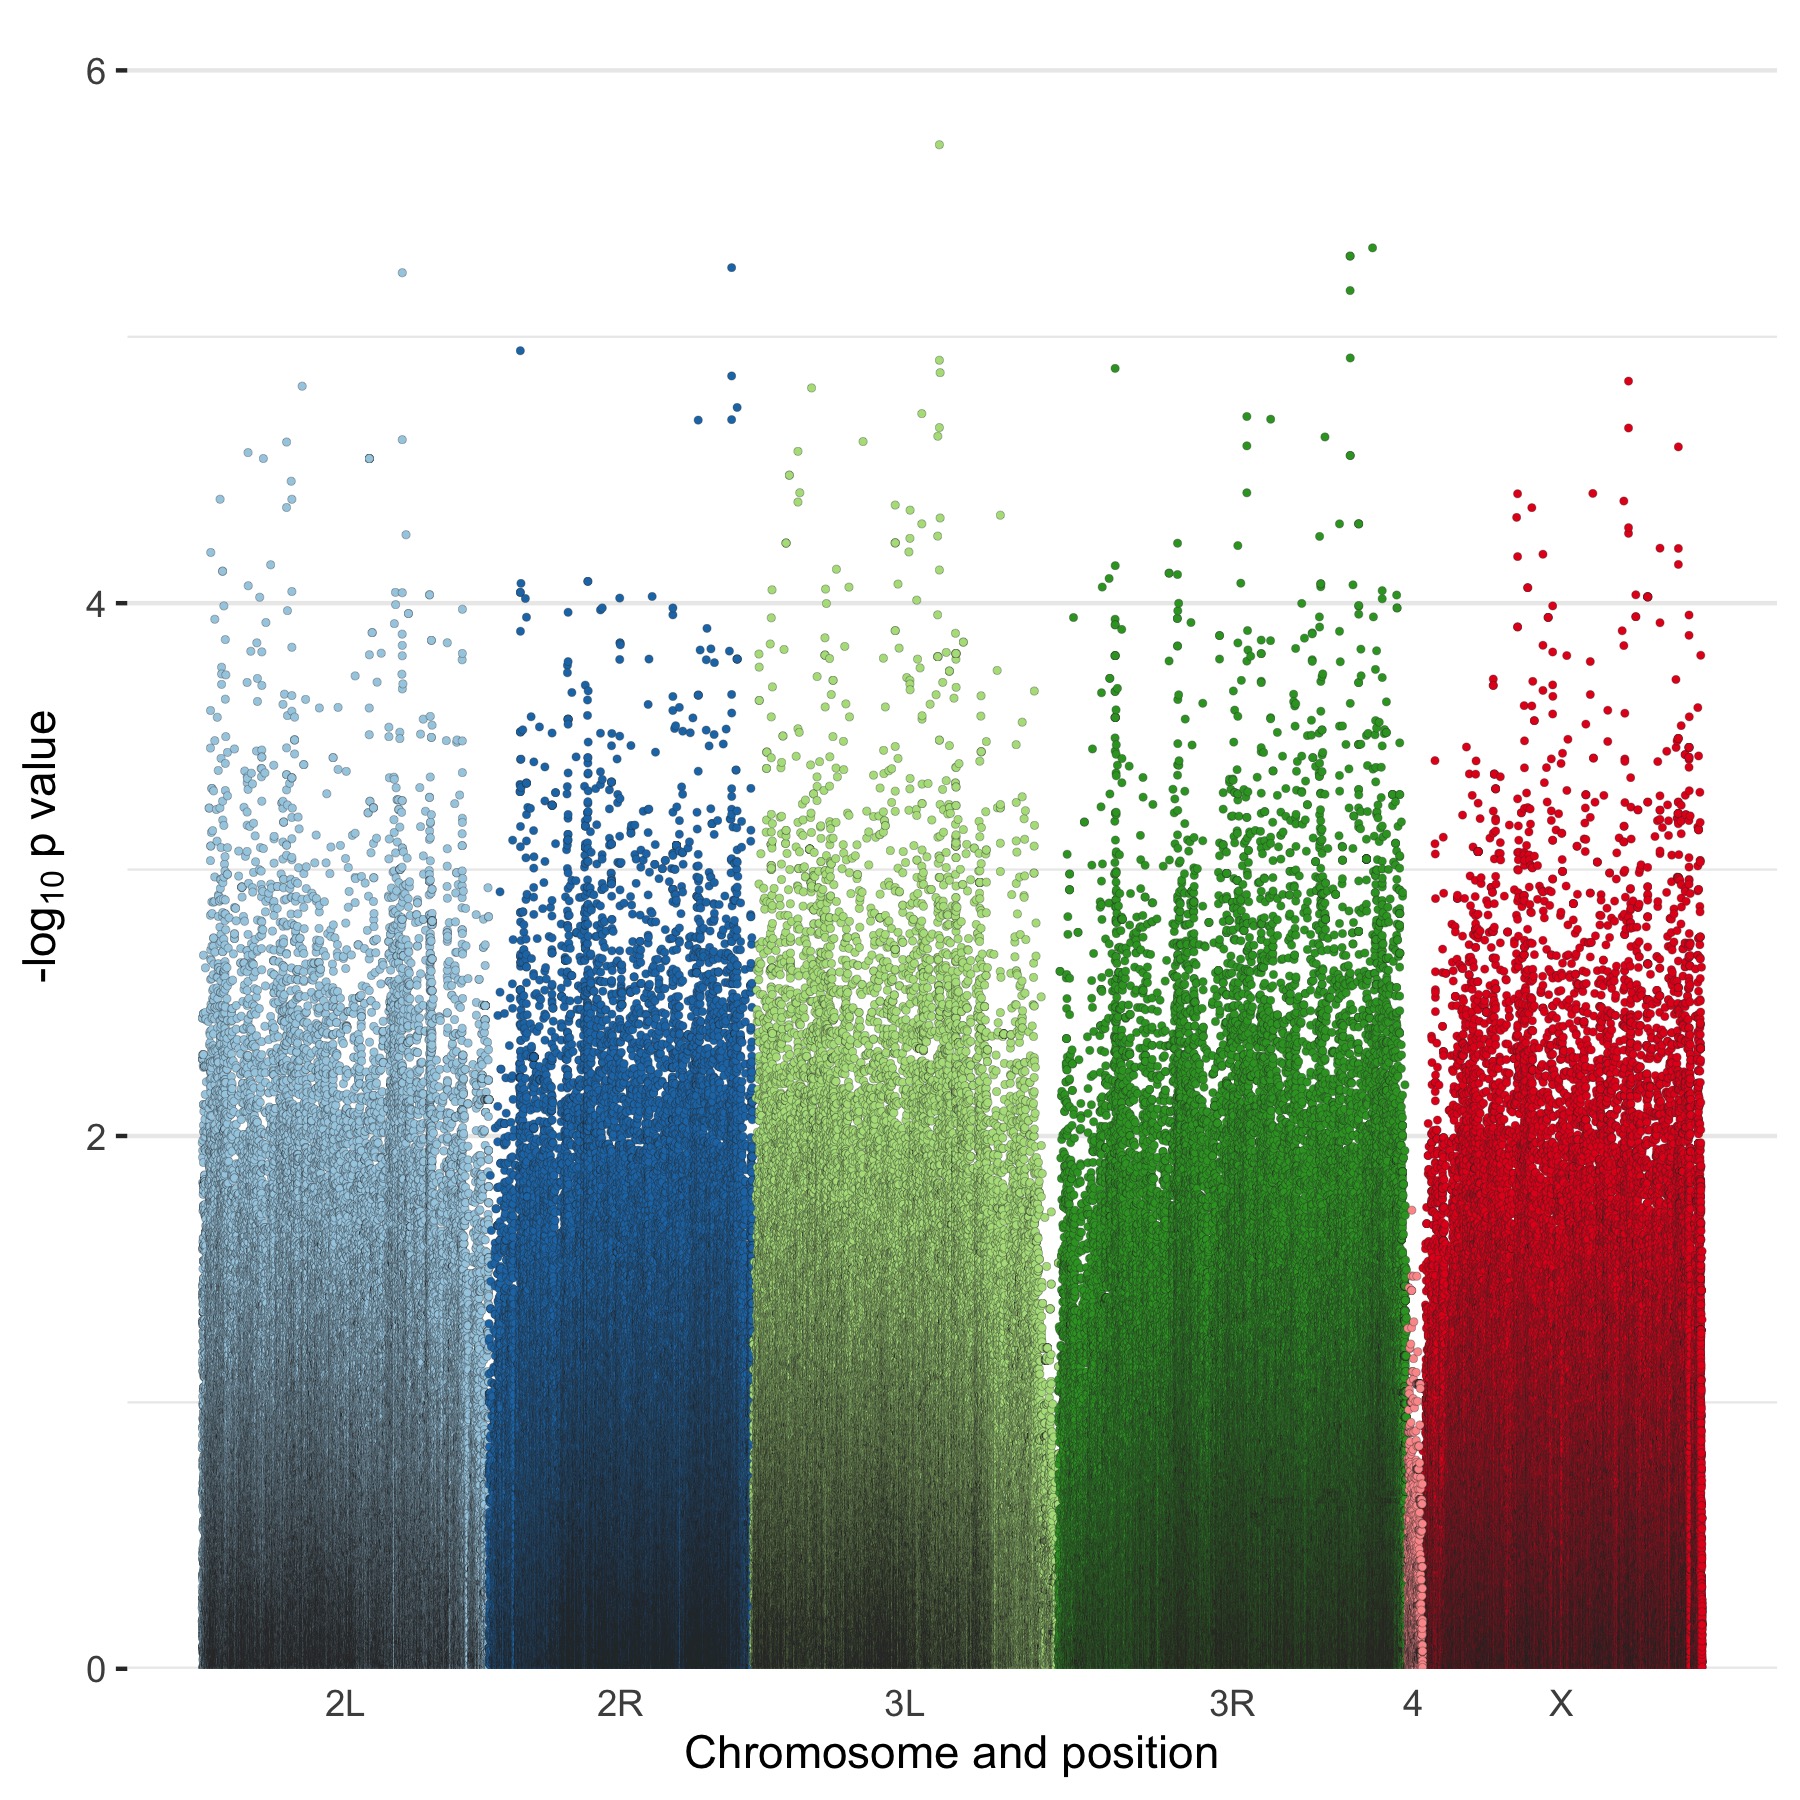 6
4
2
0
-log₁₀ p value
2L 2R 3L 3R 4 X
Chromosome and position